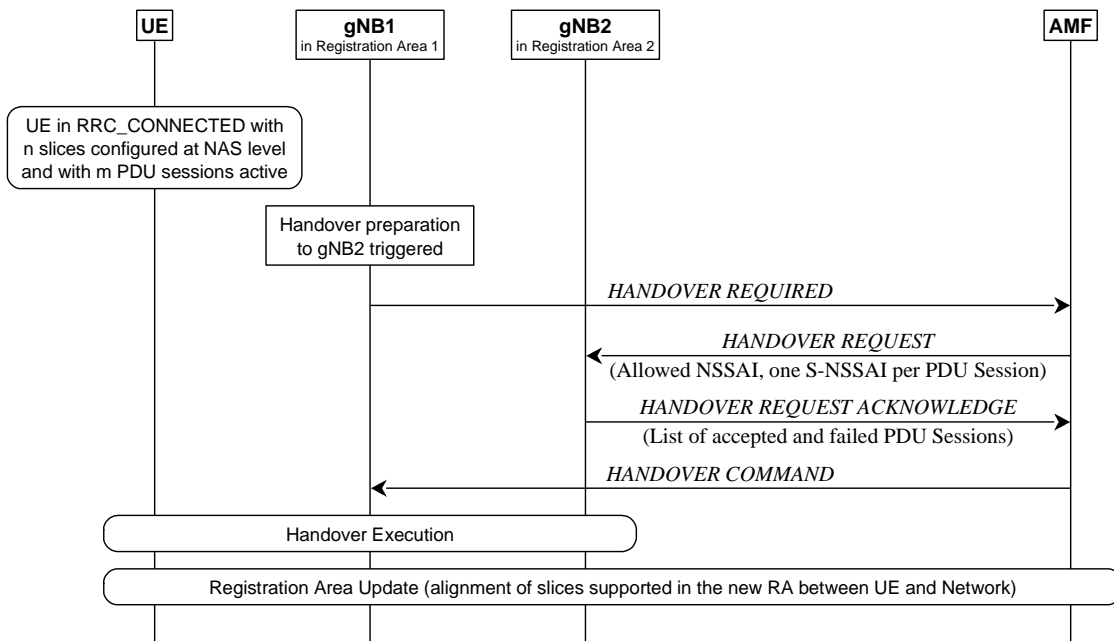 UE
gNB1
in Registration Area 1
gNB2
in Registration Area 2
AMF
UE in RRC_CONNECTED with
n slices configured at NAS level
and with m PDU sessions active
Handover preparation
to gNB2 triggered
HANDOVER REQUIRED
HANDOVER REQUEST
(Allowed NSSAI, one S-NSSAI per PDU Session)
HANDOVER REQUEST ACKNOWLEDGE
(List of accepted and failed PDU Sessions)
HANDOVER COMMAND
Handover Execution
Registration Area Update (alignment of slices supported in the new RA between UE and Network)